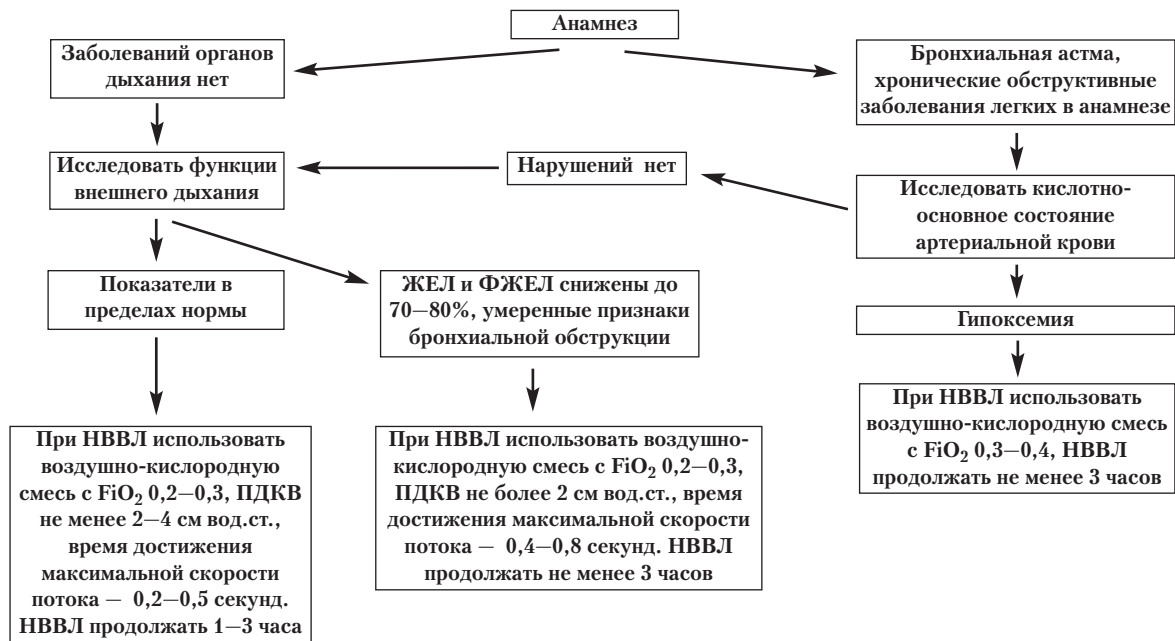 Анамнез
Заболеваний органов
дыхания нет
Бронхиальная астма,
хронические обструктивные
заболевания легких в анамнезе
Исследовать функции
внешнего дыхания
Нарушений нет
Исследовать кислотно-
основное состояние
артериальной крови
Показатели в
пределах нормы
ЖЕЛ и ФЖЕЛ снижены до
70—80%, умеренные признаки
бронхиальной обструкции
Гипоксемия
При НВВЛ использовать
воздушно-кислородную
смесь с FiO₂ 0,2—0,3, ПДКВ
не менее 2—4 см вод.ст.,
время достижения
максимальной скорости
потока — 0,2—0,5 секунд.
НВВЛ продолжать 1—3 часа
При НВВЛ использовать воздушно-
кислородную смесь с FiO₂ 0,2—0,3,
ПДКВ не более 2 см вод.ст., время
достижения максимальной скорости
потока — 0,4—0,8 секунд. НВВЛ
продолжать не менее 3 часов
При НВВЛ использовать
воздушно-кислородную смесь
с FiO₂ 0,3—0,4, НВВЛ
продолжать не менее 3 часов